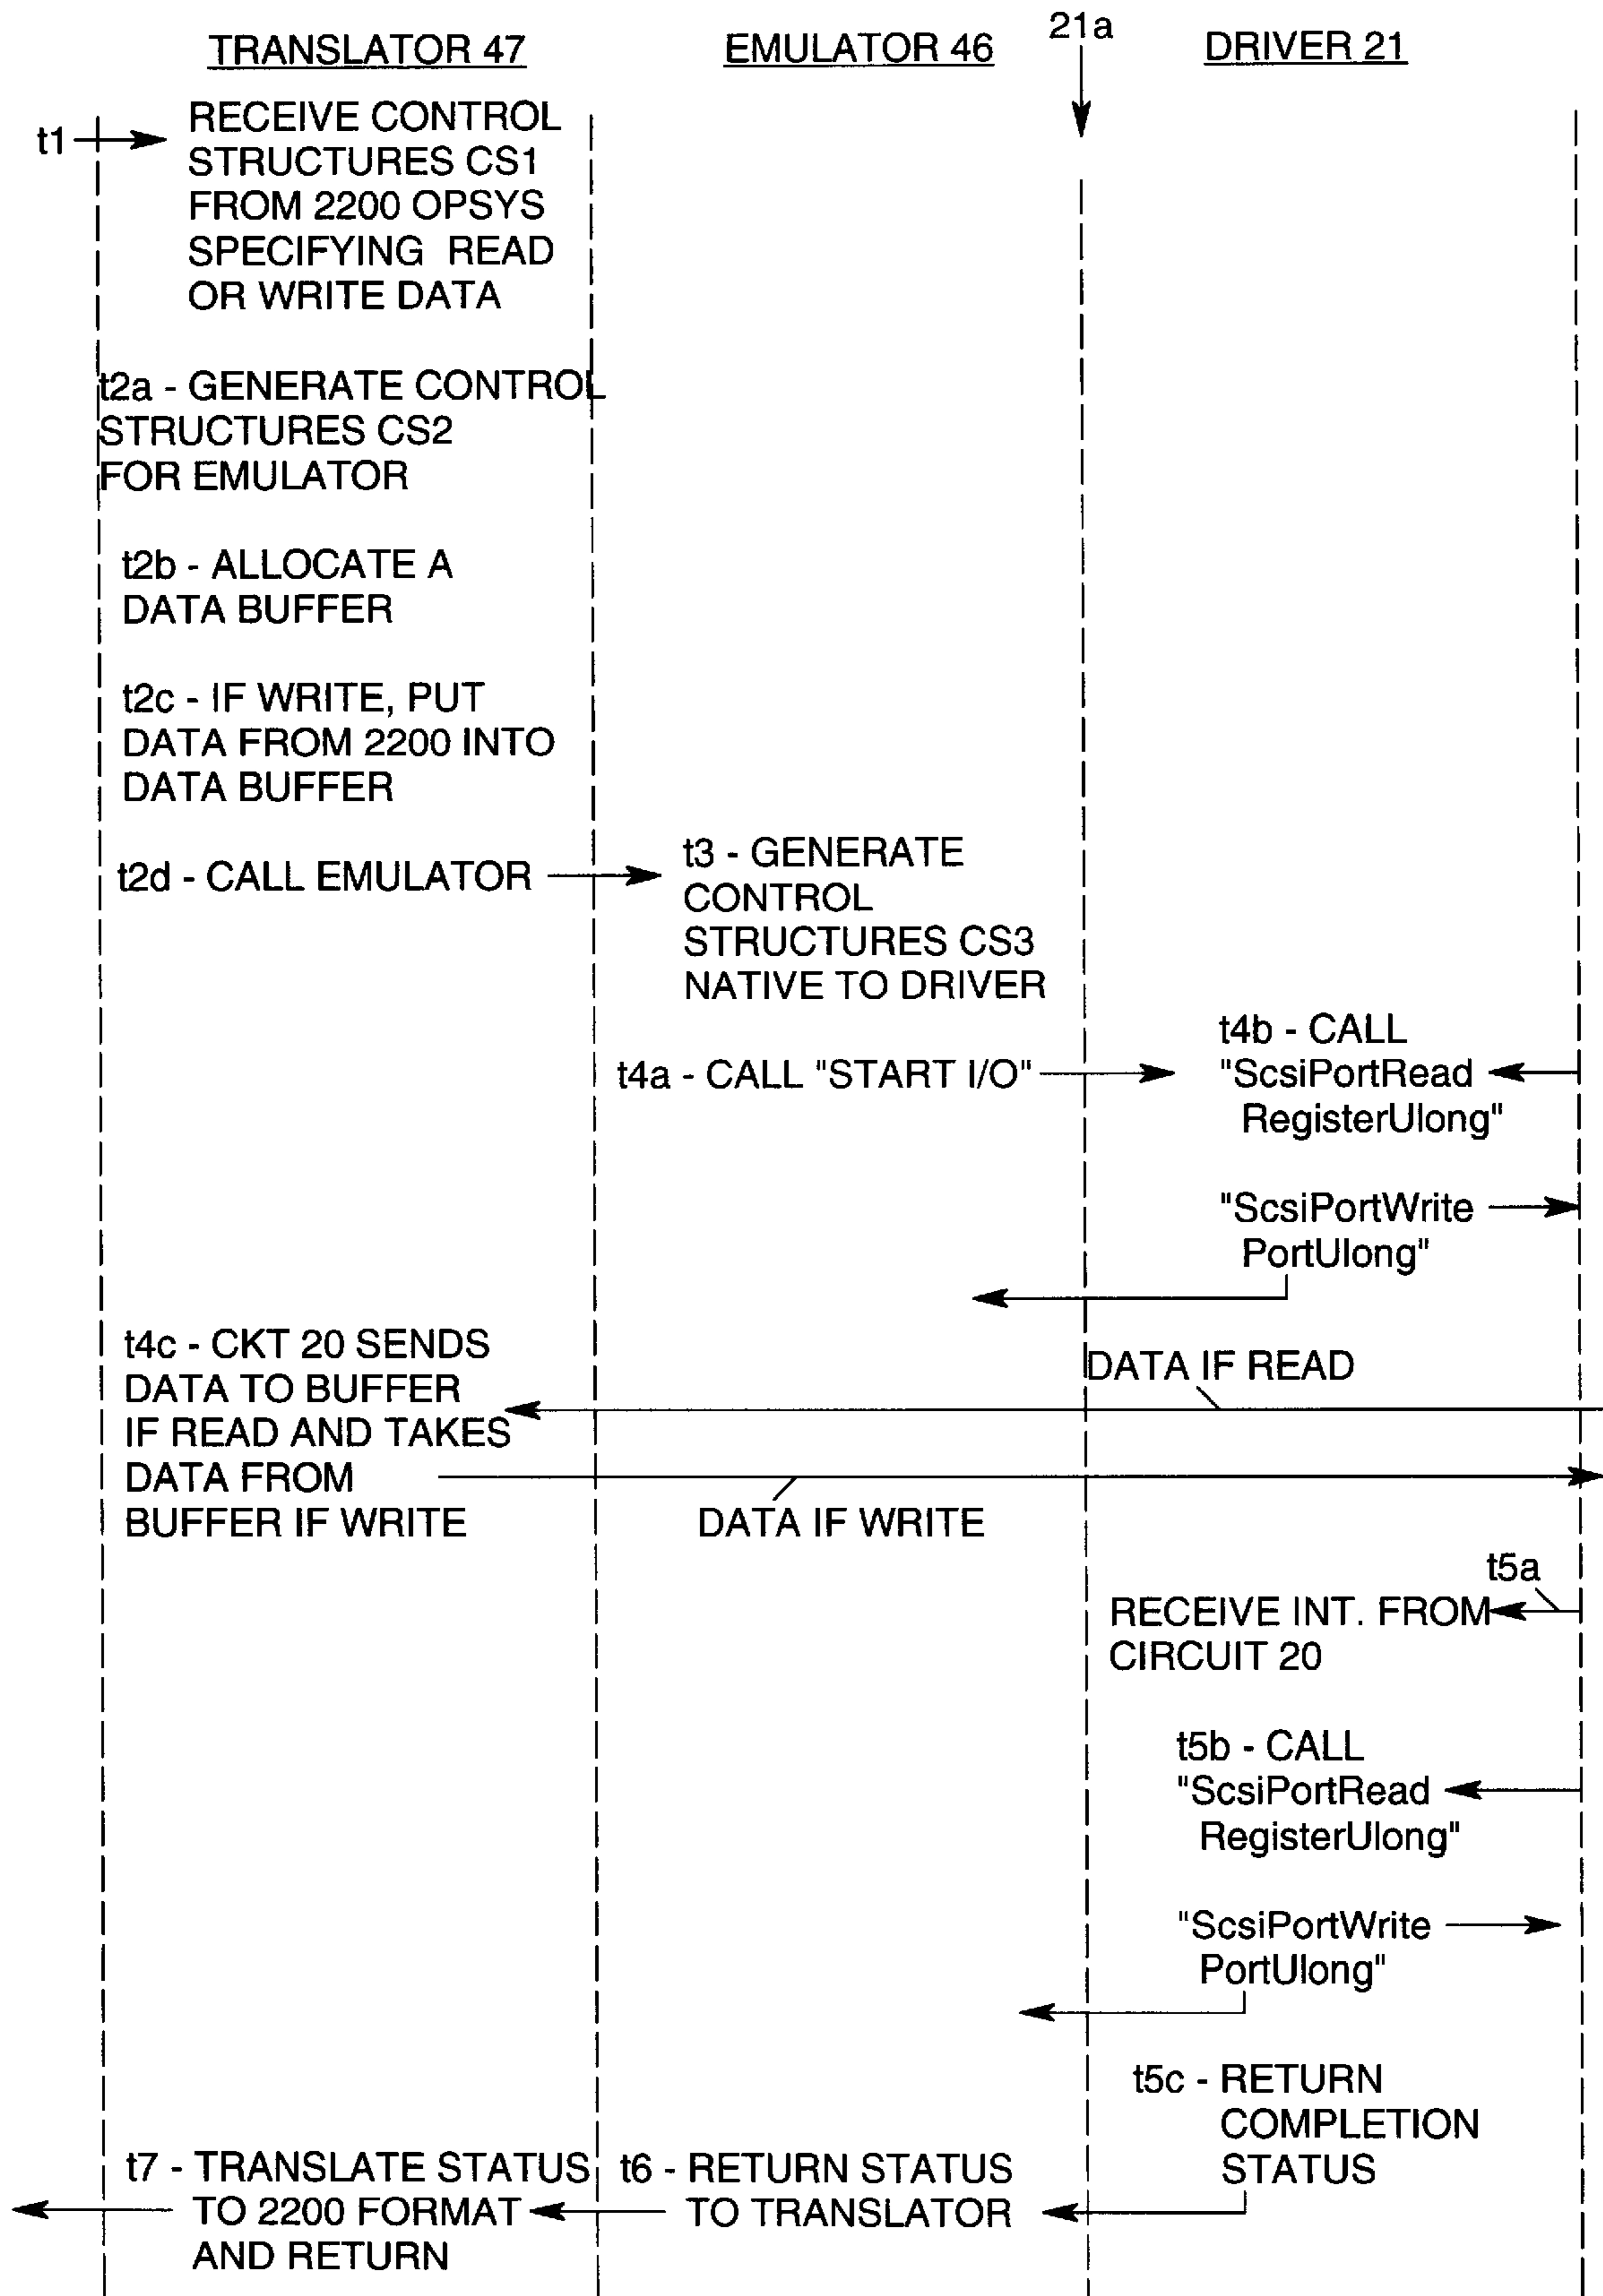 21a
TRANSLATOR 47
EMULATOR 46
DRIVER 21
t1
RECEIVE CONTROL
STRUCTURES CS1
FROM 2200 OPSYS
SPECIFYING READ
OR WRITE DATA
t2a - GENERATE CONTROL
STRUCTURES CS2
FOR EMULATOR
t2b - ALLOCATE A
DATA BUFFER
t2c - IF WRITE, PUT
DATA FROM 2200 INTO
DATA BUFFER
t2d - CALL EMULATOR
t3 - GENERATE
CONTROL
STRUCTURES CS3
NATIVE TO DRIVER
t4a - CALL "START I/O"
t4b - CALL
"ScsiPortRead
RegisterUlong"
"ScsiPortWrite
PortUlong"
t4c - CKT 20 SENDS
DATA TO BUFFER
IF READ AND TAKES
DATA FROM
BUFFER IF WRITE
DATA IF READ
DATA IF WRITE
t5a
RECEIVE INT. FROM
CIRCUIT 20
t5b - CALL
"ScsiPortRead
RegisterUlong"
"ScsiPortWrite
PortUlong"
t5c - RETURN
COMPLETION
STATUS
t6 - RETURN STATUS
TO TRANSLATOR
t7 - TRANSLATE STATUS
TO 2200 FORMAT
AND RETURN